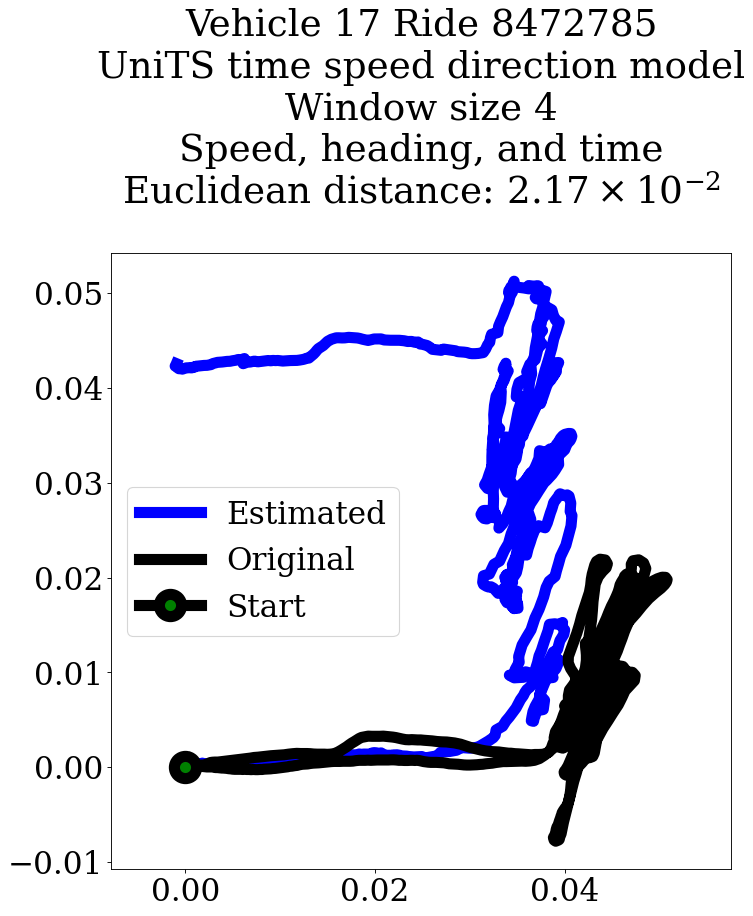 Vehicle 17 Ride 8472785
UniTS time speed direction model
Window size 4
Speed, heading, and time
Euclidean distance: 2.17 × 10⁻²
0.05
0.04
0.03
0.02
0.01
0.00
−0.01
Estimated
Original
Start
0.00 0.02 0.04